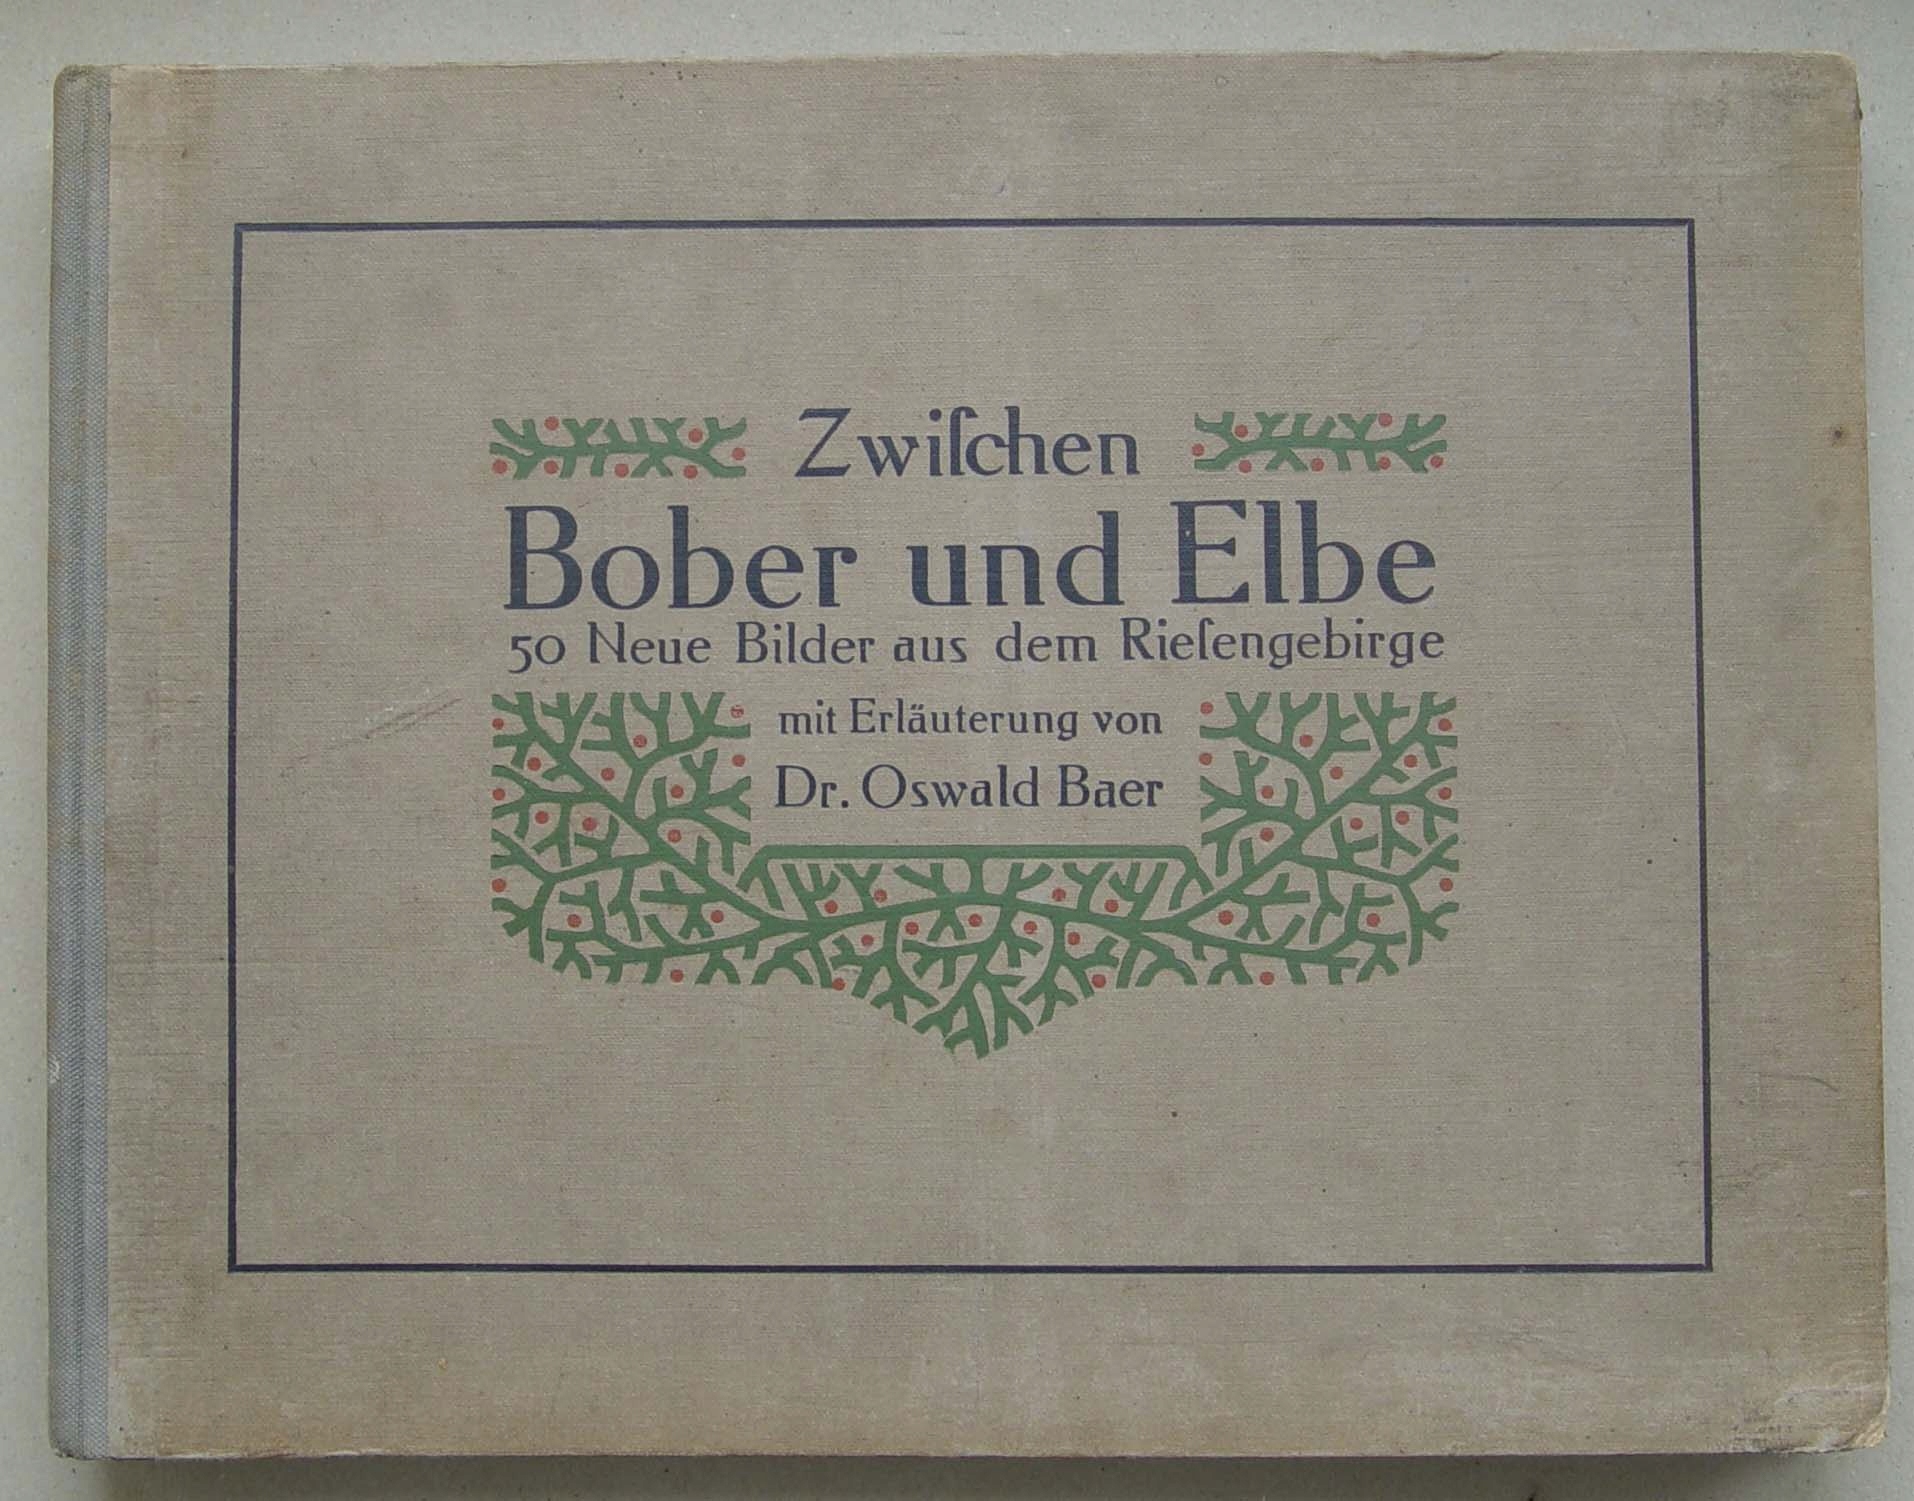 Zwiſchen
Bober und Elbe
50 Neue Bilder aus dem Rieſengebirge
mit Erläuterung von
Dr. Oswald Baer